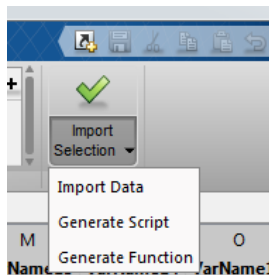 Import
Selection
Import Data
Generate Script
M
O
Generate Function